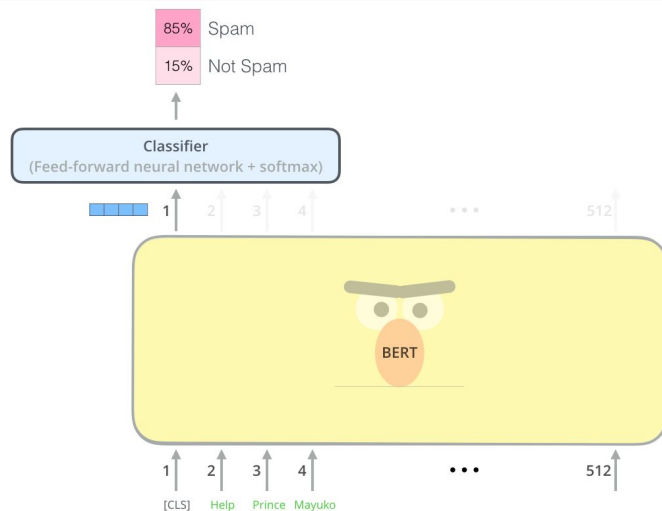 85% Spam
15% Not Spam
Classifier
(Feed-forward neural network + softmax)
1 2 3 4 ••• 512
BERT
1 2 3 4 ••• 512
[CLS] Help Prince Mayuko